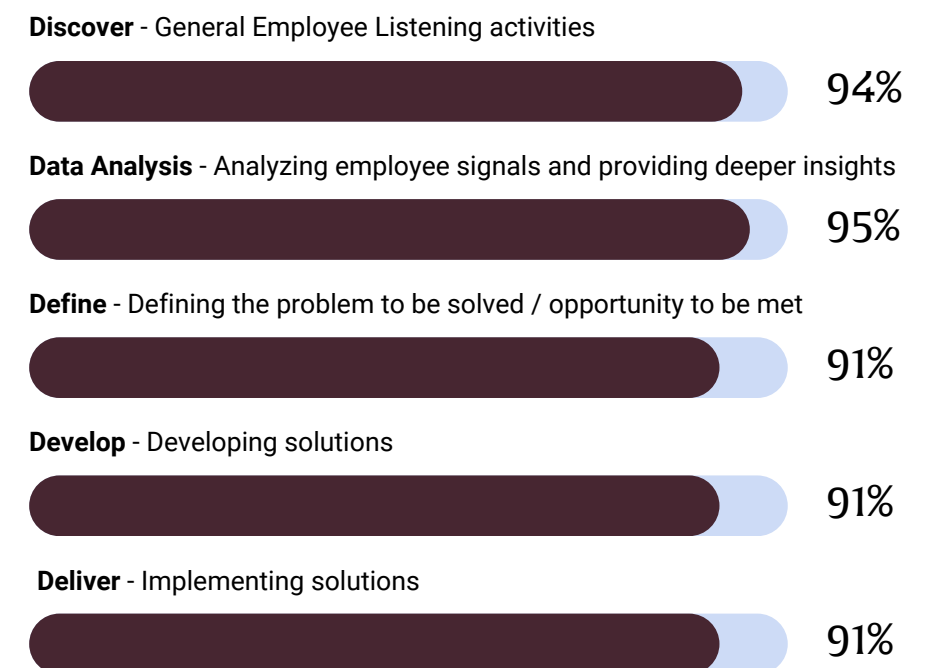 Discover - General Employee Listening activities
94%
Data Analysis - Analyzing employee signals and providing deeper insights
95%
Define - Defining the problem to be solved / opportunity to be met
91%
Develop - Developing solutions
91%
Deliver - Implementing solutions
91%